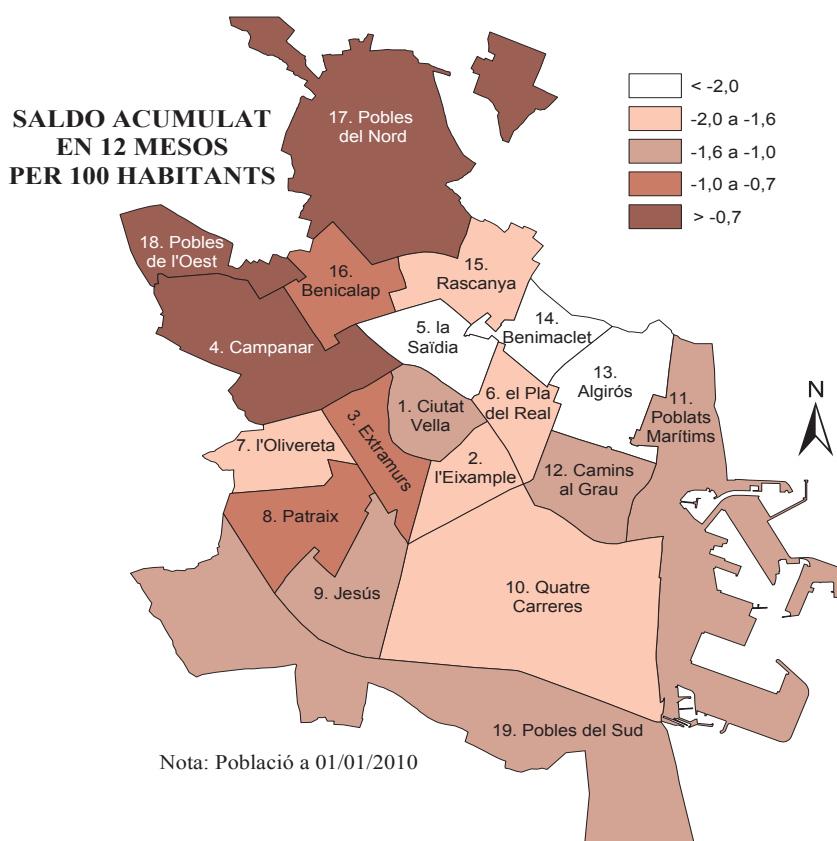 SALDO ACUMULAT
EN 12 MESOS
PER 100 HABITANTS
< -2,0
-2,0 a -1,6
-1,6 a -1,0
-1,0 a -0,7
> -0,7
17. Pobles
del Nord
18. Pobles
de l'Oest
16.
Benicalap
15.
Rascanya
4. Campanar
5. la
Saïdia
14.
Benimaclet
13.
Algirós
11.
Poblats
Marítims
N
1. Ciutat
Vella
6. el Pla
del Real
3. Extramurs
7. l'Olivereta
2.
l'Eixample
12. Camins
al Grau
8. Patraix
9. Jesús
10. Quatre
Carreres
19. Pobles del Sud
Nota: Població a 01/01/2010